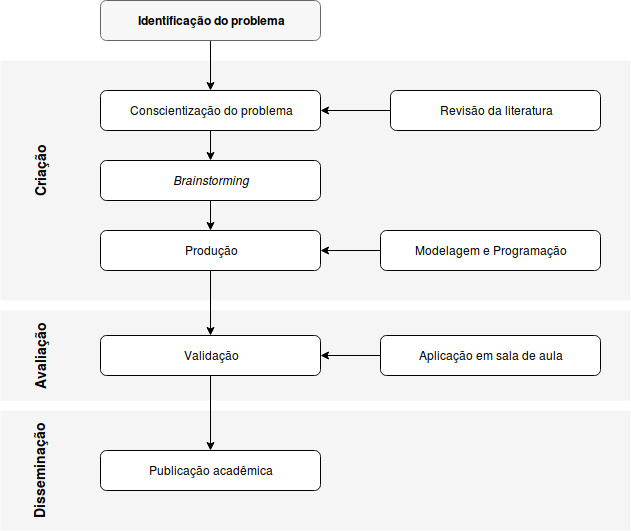 Identificação do problema
Criação
Conscientização do problema
Revisão da literatura
Brainstorming
Produção
Modelagem e Programação
Avaliação
Validação
Aplicação em sala de aula
Disseminação
Publicação acadêmica